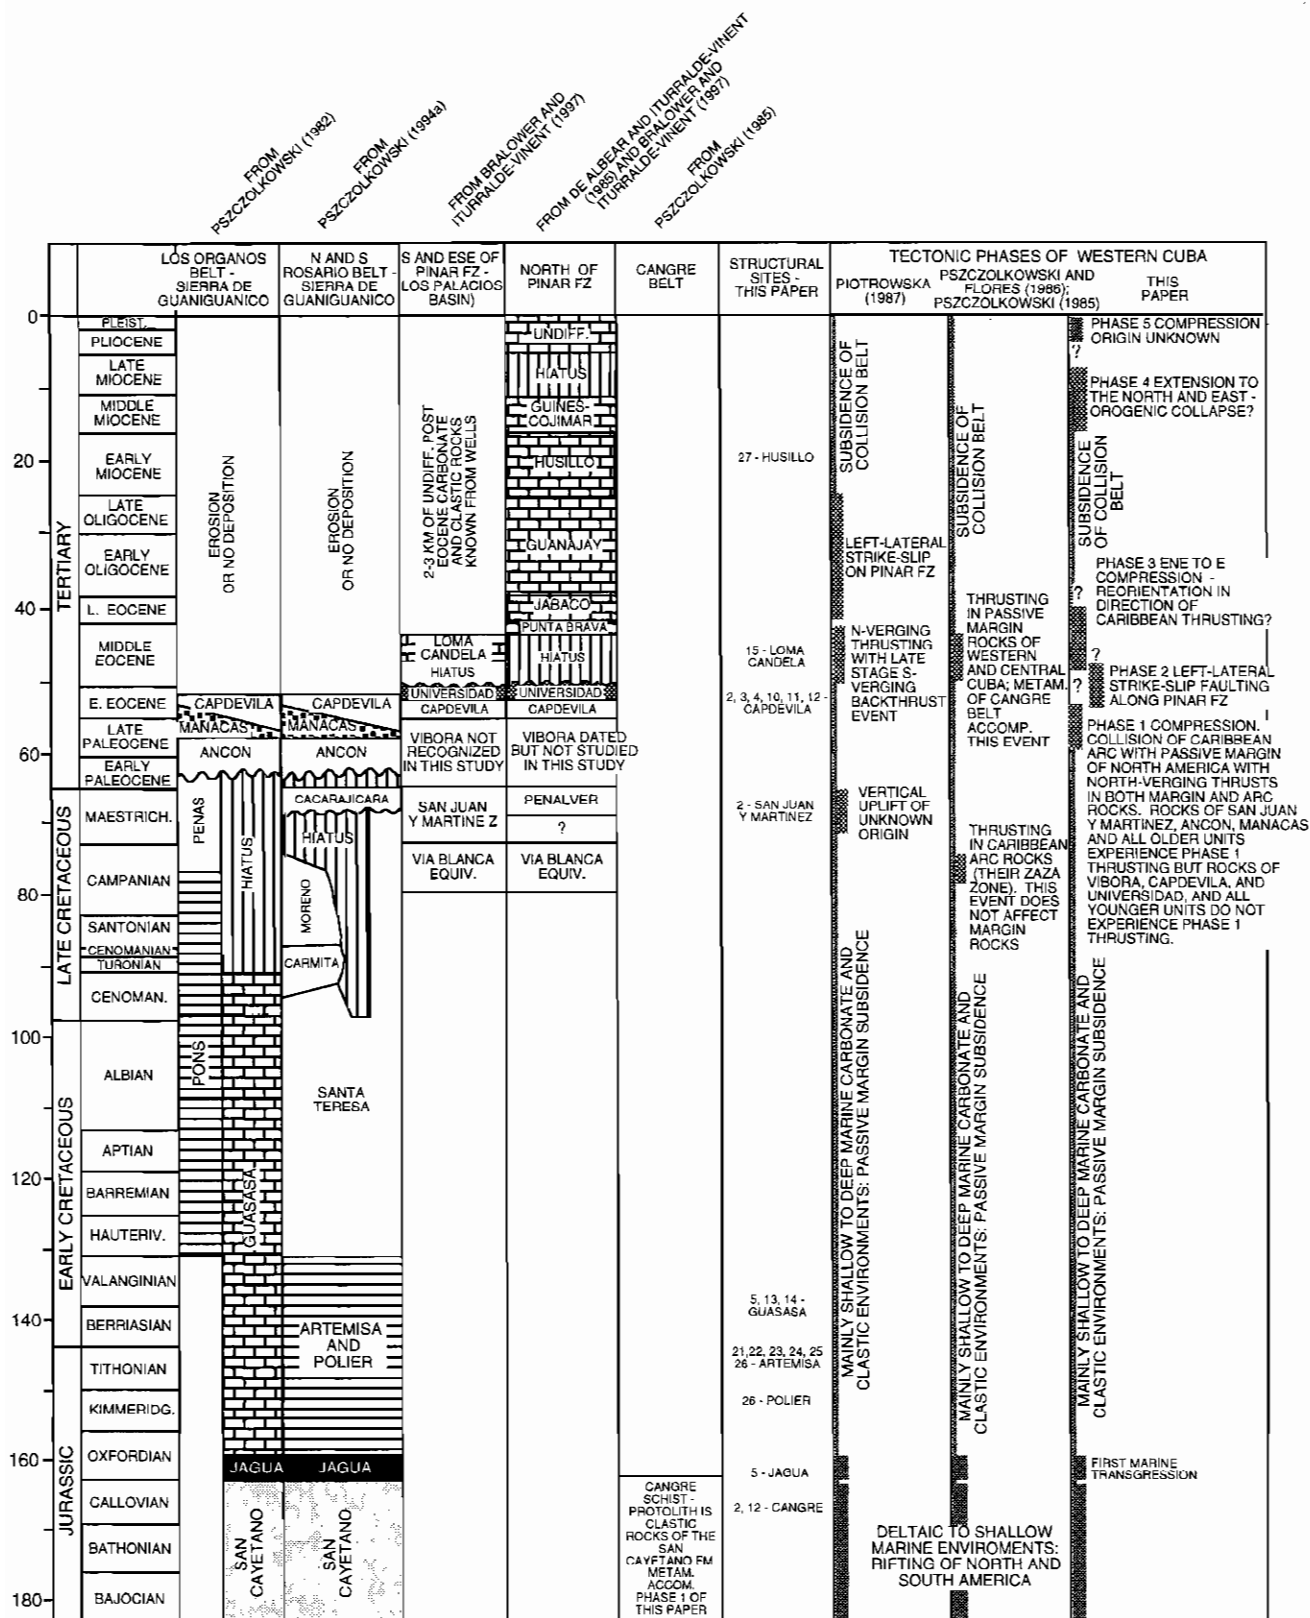 FROM
PSZCZOLKOWSKI (1982)
FROM
PSZCZOLKOWSKI (1994a)
FROM BRALOWER AND
ITURRALDE-VINENT (1997)
FROM DE ALBEAR AND ITURRALDE-VINENT
(1985) AND BRALOWER AND
ITURRALDE-VINENT (1997)
FROM
PSZCZOLKOWSKI (1985)
LOS ORGANOS
BELT -
SIERRA DE
GUANIGUANICO
N AND S
ROSARIO BELT -
SIERRA DE
GUANIGUANICO
S AND ESE OF
PINAR FZ -
LOS PALACIOS
BASIN)
NORTH OF
PINAR FZ
CANGRE
BELT
STRUCTURAL
SITES -
THIS PAPER
TECTONIC PHASES OF WESTERN CUBA
PIOTROWSKA
(1987)
PSZCZOLKOWSKI AND
FLORES (1986);
PSZCZOLKOWSKI (1985)
THIS
PAPER
0
20
40
60
80
100
120
140
160
180
TERTIARY
LATE CRETACEOUS
EARLY CRETACEOUS
JURASSIC
PLEIST.
PLIOCENE
LATE
MIOCENE
MIDDLE
MIOCENE
EARLY
MIOCENE
LATE
OLIGOCENE
EARLY
OLIGOCENE
L. EOCENE
MIDDLE
EOCENE
E. EOCENE
LATE
PALEOCENE
EARLY
PALEOCENE
MAESTRICH.
CAMPANIAN
SANTONIAN
CENOMANIAN
TURONIAN
CENOMAN.
ALBIAN
APTIAN
BARREMIAN
HAUTERIV.
VALANGINIAN
BERRIASIAN
TITHONIAN
KIMMERIDG.
OXFORDIAN
CALLOVIAN
BATHONIAN
BAJOCIAN
EROSION
OR NO DEPOSITION
CAPDEVILA
MANACAS
ANCON
PENAS
HIATUS
PONS
GUASASA
JAGUA
SAN
CAYETANO
EROSION
OR NO DEPOSITION
CAPDEVILA
MANACAS
ANCON
CACARAJICARA
HIATUS
MORENO
CARMITA
SANTA
TERESA
ARTEMISA
AND
POLIER
JAGUA
SAN
CAYETANO
2-3 KM OF UNDIFF. POST
EOCENE CARBONATE
AND CLASTIC ROCKS
KNOWN FROM WELLS
LOMA
CANDELA
HIATUS
UNIVERSIDAD
CAPDEVILA
VIBORA NOT
RECOGNIZED
IN THIS STUDY
SAN JUAN
Y MARTINE Z
VIA BLANCA
EQUIV.
UNDIFF.
HIATUS
GUINES-
COJIMAR
HUSILLO
GUANAJAY
JABACO
PUNTA BRAVA
HIATUS
UNIVERSIDAD
CAPDEVILA
VIBORA DATED
BUT NOT STUDIED
IN THIS STUDY
PENALVER
?
VIA BLANCA
EQUIV.
CANGRE
SCHIST -
PROTOLITH IS
CLASTIC
ROCKS OF THE
SAN
CAYETANO FM
METAM.
ACCOM.
PHASE 1 OF
THIS PAPER
27 - HUSILLO
15 - LOMA
CANDELA
2, 3, 4, 10, 11, 12 -
CAPDEVILA
2 - SAN JUAN
Y MARTINEZ
5, 13, 14 -
GUASASA
21,22, 23, 24, 25
26 - ARTEMISA
26 - POLIER
5 - JAGUA
2, 12 - CANGRE
SUBSIDENCE OF
COLLISION BELT
LEFT-LATERAL
STRIKE-SLIP
ON PINAR FZ
N-VERGING
THRUSTING
WITH LATE
STAGE S-
VERGING
BACKTHRUST
EVENT
VERTICAL
UPLIFT OF
UNKNOWN
ORIGIN
MAINLY SHALLOW TO DEEP MARINE CARBONATE AND
CLASTIC ENVIRONMENTS: PASSIVE MARGIN SUBSIDENCE
SUBSIDENCE OF
COLLISION BELT
THRUSTING
IN PASSIVE
MARGIN
ROCKS OF
WESTERN
AND CENTRAL
CUBA; METAM.
OF CANGRE
BELT
ACCOMP.
THIS EVENT
THRUSTING
IN CARIBBEAN
ARC ROCKS
(THEIR ZAZA
ZONE). THIS
EVENT DOES
NOT AFFECT
MARGIN
ROCKS
MAINLY SHALLOW TO DEEP MARINE CARBONATE AND
CLASTIC ENVIRONMENTS: PASSIVE MARGIN SUBSIDENCE
PHASE 5 COMPRESSION
ORIGIN UNKNOWN
?
PHASE 4 EXTENSION TO
THE NORTH AND EAST -
OROGENIC COLLAPSE?
SUBSIDENCE
OF COLLISION
BELT
PHASE 3 ENE TO E
COMPRESSION -
REORIENTATION IN
DIRECTION OF
CARIBBEAN THRUSTING?
?
?
PHASE 2 LEFT-LATERAL
STRIKE-SLIP FAULTING
ALONG PINAR FZ
?
PHASE 1 COMPRESSION.
COLLISION OF CARIBBEAN
ARC WITH PASSIVE MARGIN
OF NORTH AMERICA WITH
NORTH-VERGING THRUSTS
IN BOTH MARGIN AND ARC
ROCKS. ROCKS OF SAN JUAN
Y MARTINEZ, ANCON, MANACAS
AND ALL OLDER UNITS
EXPERIENCE PHASE 1
THRUSTING BUT ROCKS OF
VIBORA, CAPDEVILA, AND
UNIVERSIDAD, AND ALL
YOUNGER UNITS DO NOT
EXPERIENCE PHASE 1
THRUSTING.
MAINLY SHALLOW TO DEEP MARINE CARBONATE AND
CLASTIC ENVIRONMENTS: PASSIVE MARGIN SUBSIDENCE
FIRST MARINE
TRANSGRESSION
DELTAIC TO SHALLOW
MARINE ENVIROMENTS:
RIFTING OF NORTH AND
SOUTH AMERICA